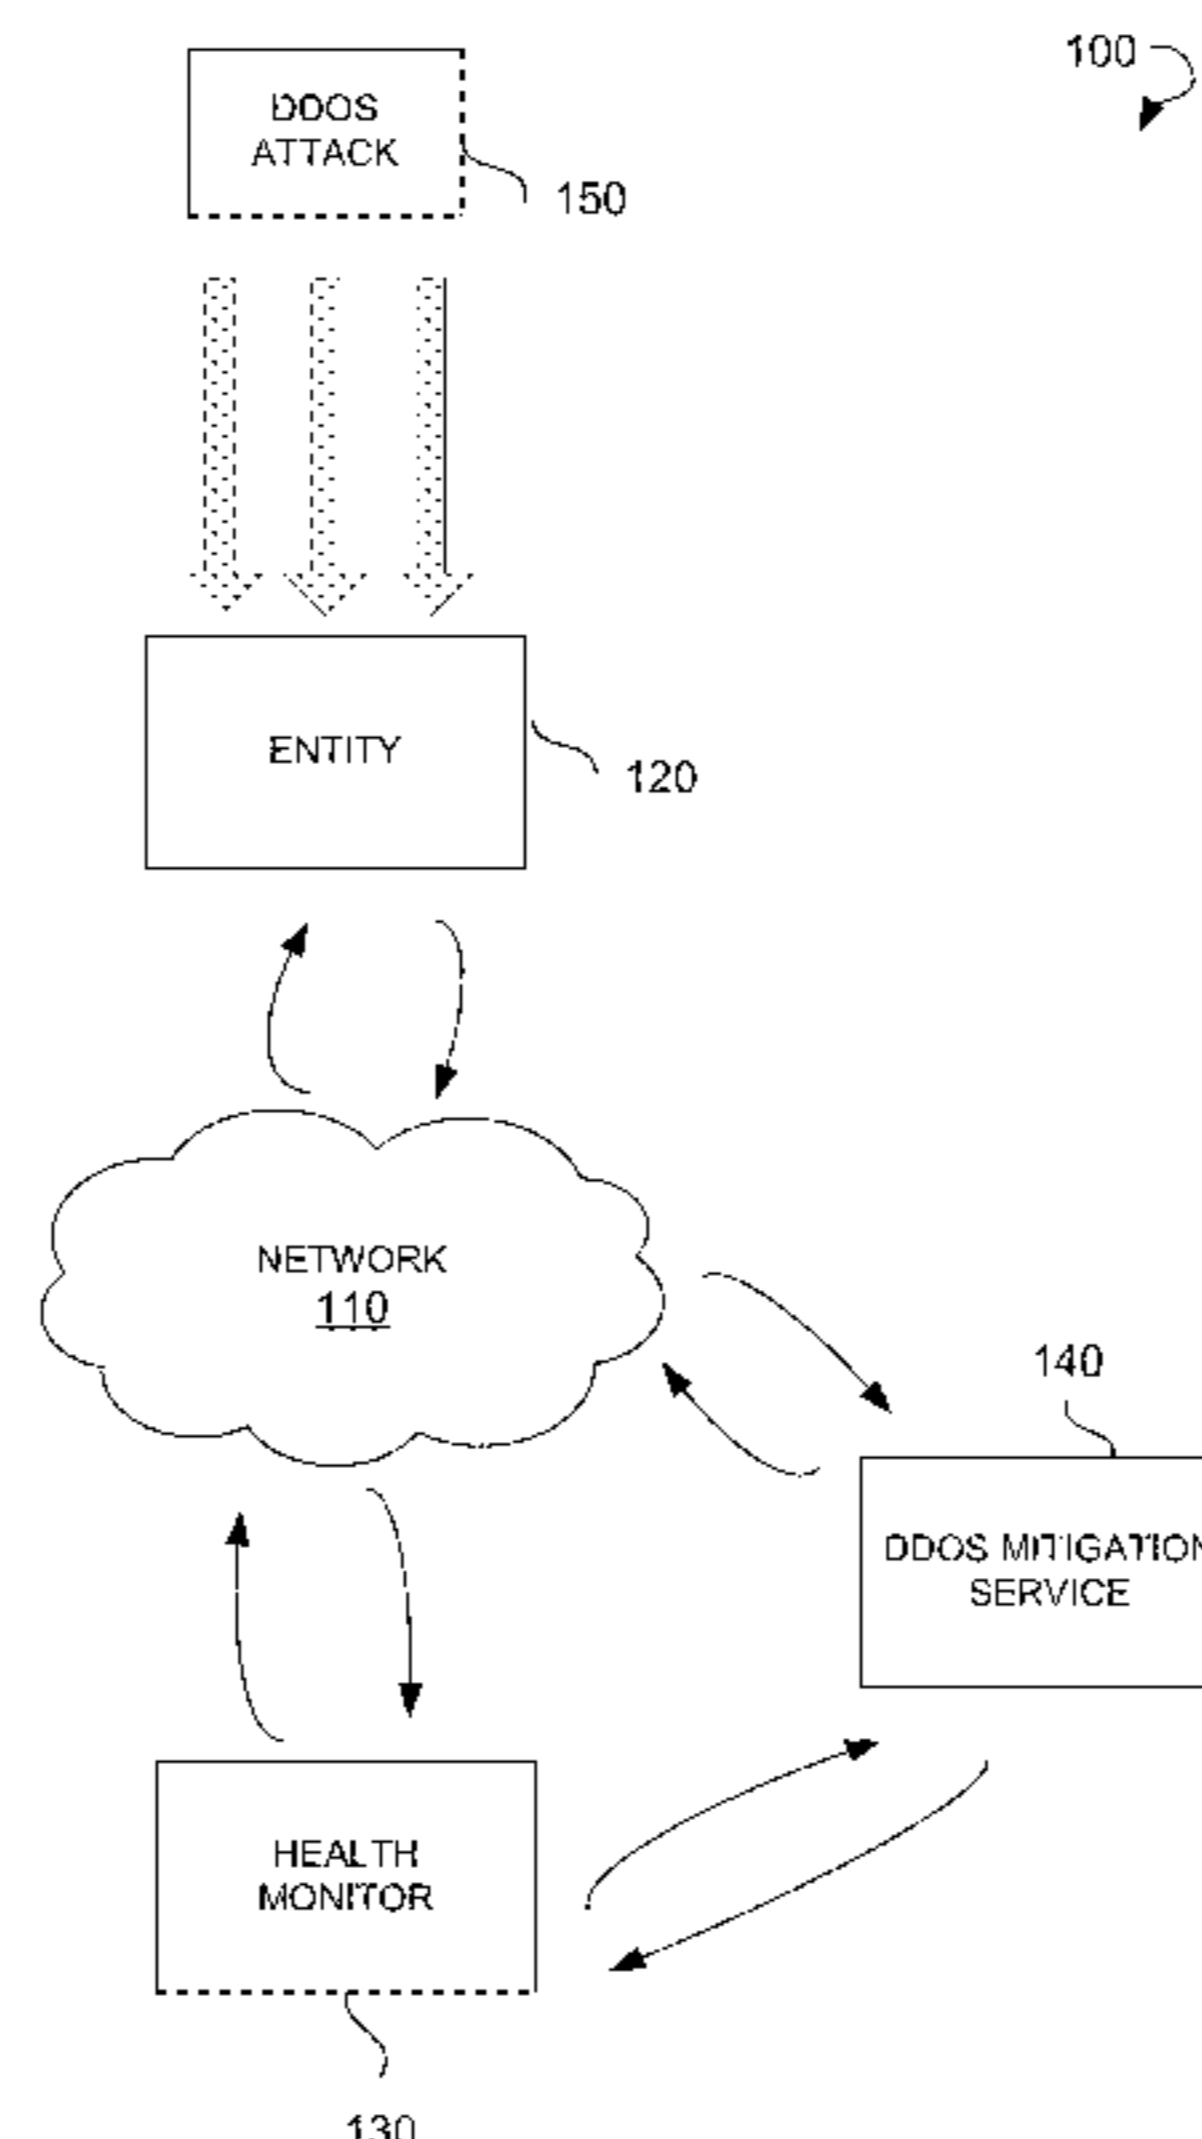 100
DDOS
ATTACK
150
ENTITY
120
NETWORK
110
140
DDOS MITIGATION
SERVICE
HEALTH
MONITOR
130